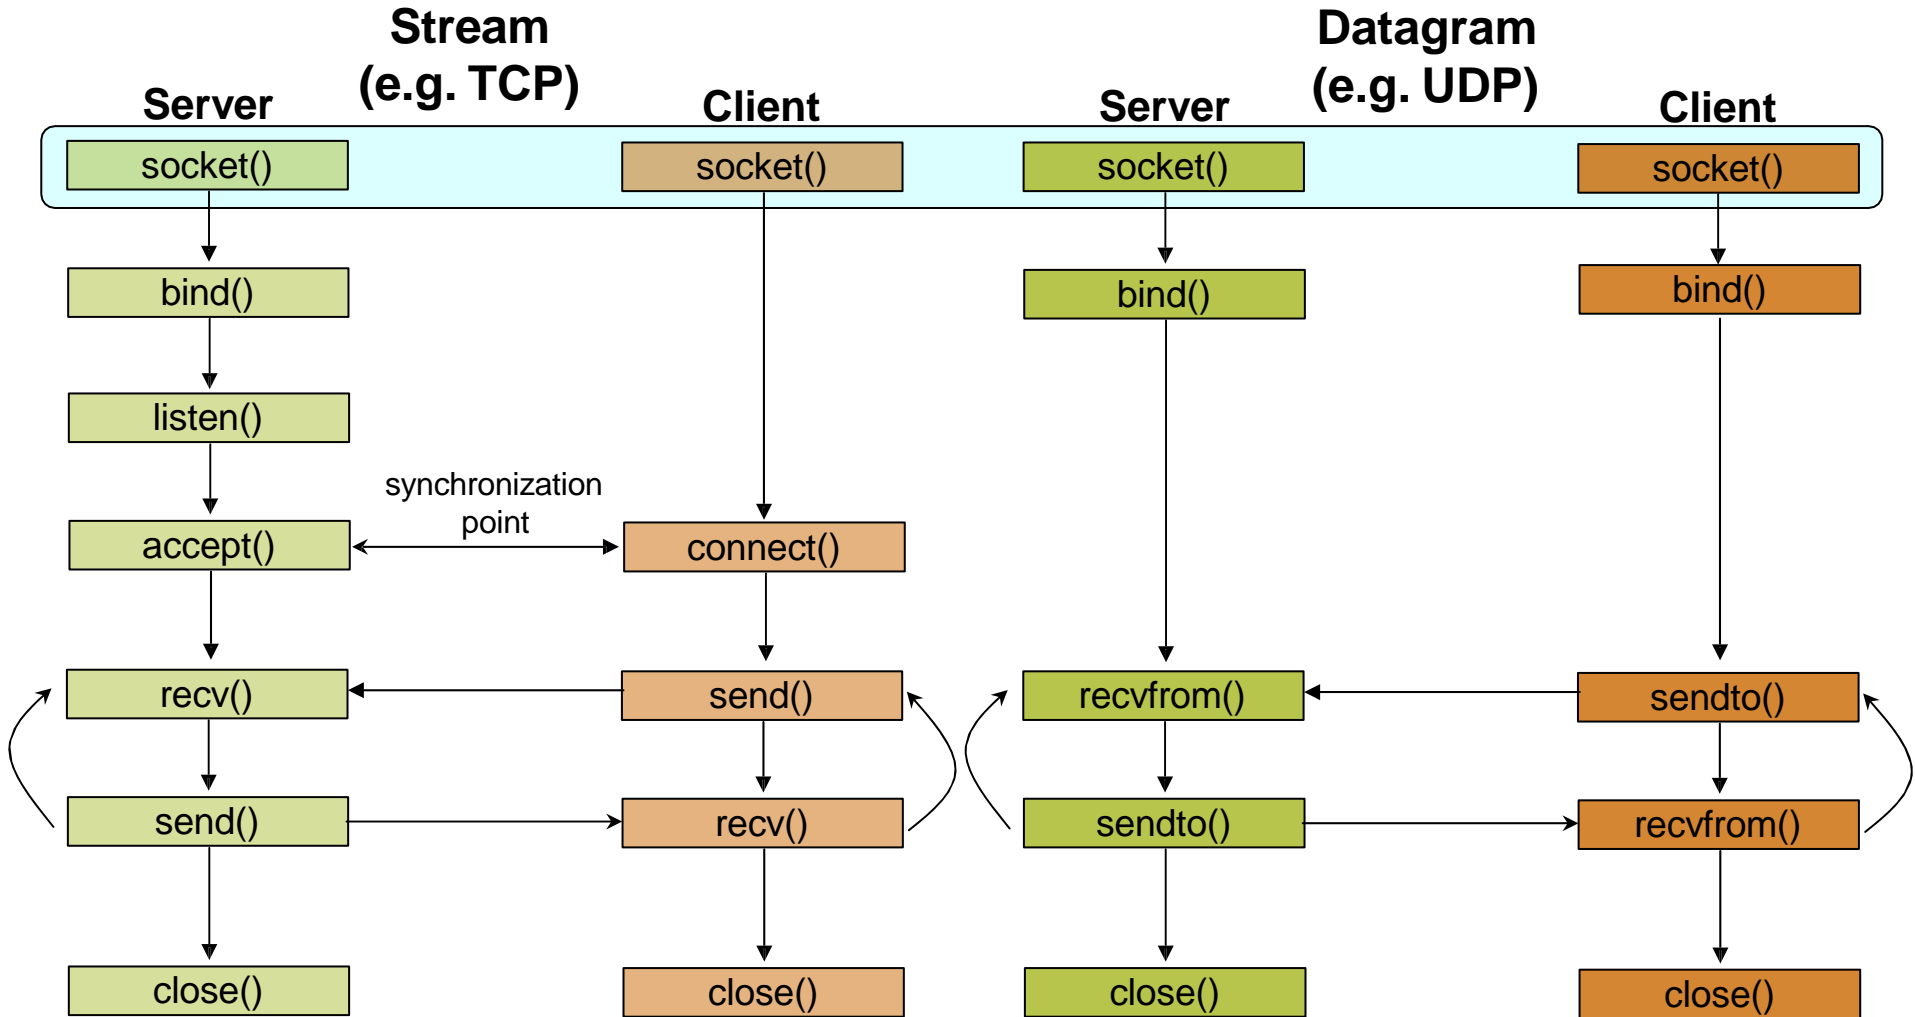 Stream
(e.g. TCP)
Datagram
(e.g. UDP)
Server
Client
Server
Client
socket()
socket()
socket()
socket()
bind()
bind()
bind()
listen()
synchronization
point
accept()
connect()
recv()
send()
recvfrom()
sendto()
send()
recv()
sendto()
recvfrom()
close()
close()
close()
close()